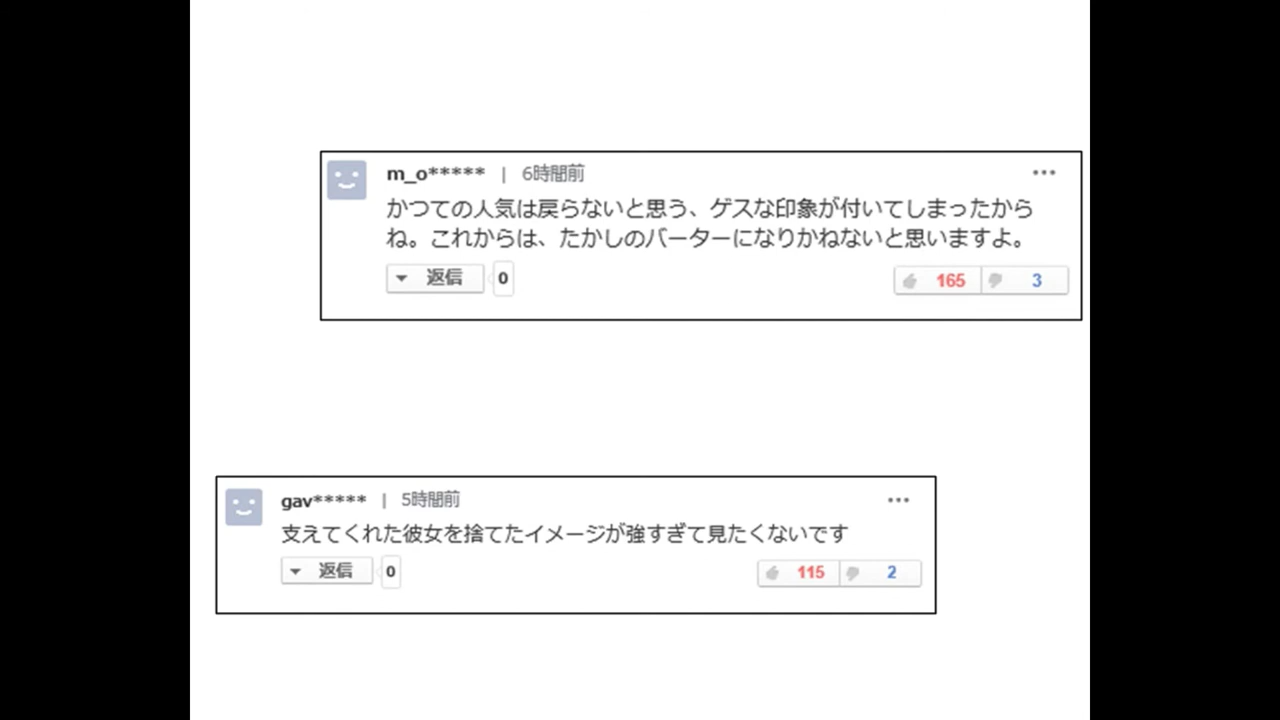 m_o***** | 6時間前
かつての人気は戻らないと思う、ゲスな印象が付いてしまったから
ね。これからは、たかしのバーターになりかねないと思いますよ。
返信 0 165 3
gav***** | 5時間前
支えてくれた彼女を捨てたイメージが強すぎて見たくないです
返信 0 115 2